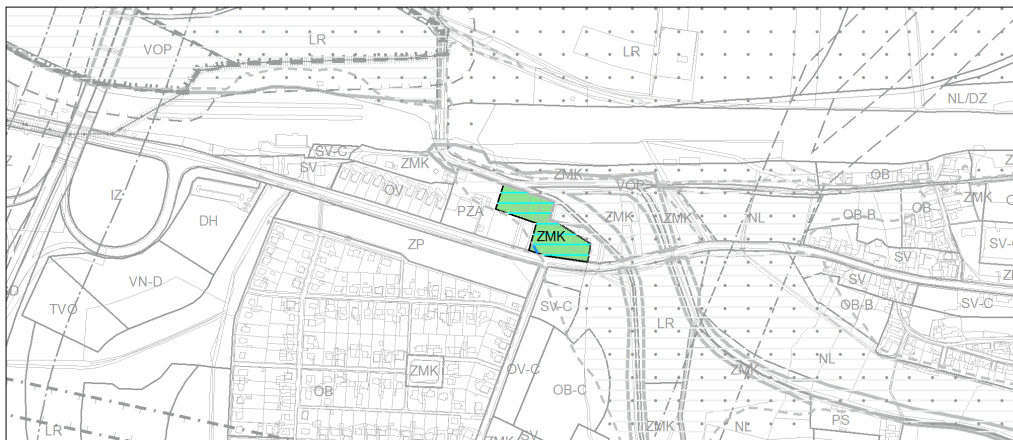 LR
VOP
LR
NL/DZ
SV-C
SV
ZMK
OV
PZA
ZMK
VOP
ZMK
ZMK
NL
OB
OB-B
OB
ZMK
SV
IZ
DH
ZP
ZMK
SV
OB-B
SV-C
VN-D
TVO
SV-C
LR
NL
OV-C
OB-C
ZMK
ZMK
OB
PS
LR
ZMK
SV
ZMK
NL